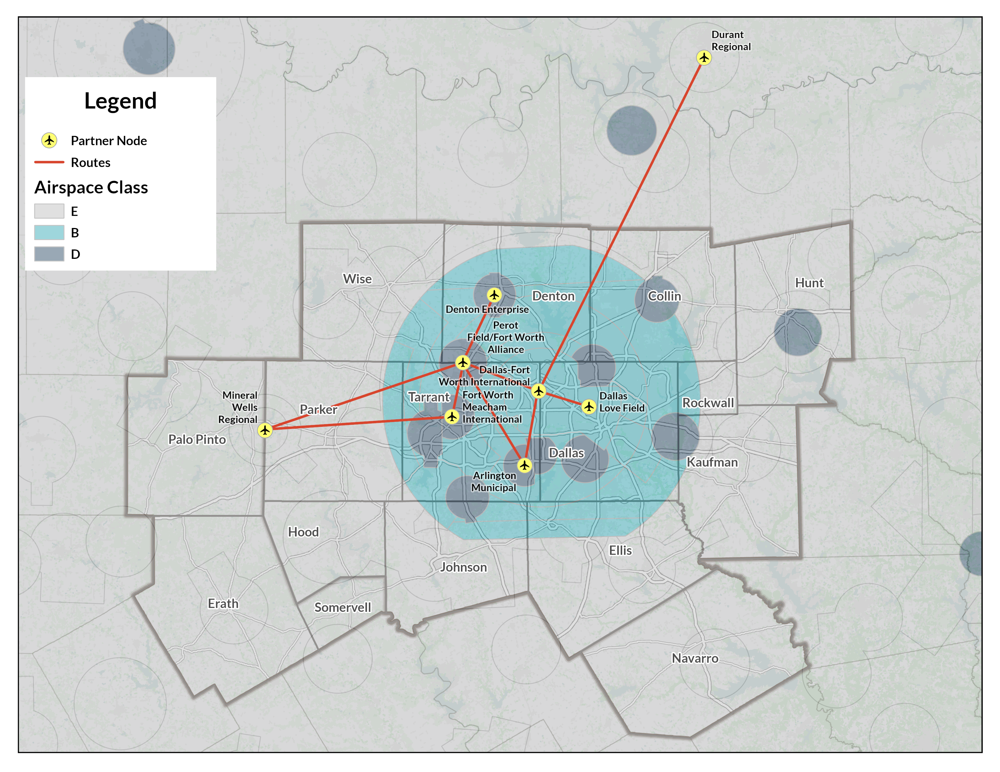 Durant
Regional
Legend
Partner Node
Routes
Airspace Class
E
B
D
Wise
Denton
Collin
Hunt
Denton Enterprise
Perot
Field/Fort Worth
Alliance
Dallas-Fort
Worth International
Tarrant
Fort Worth
Meacham
International
Dallas
Love Field
Rockwall
Mineral
Wells
Regional
Parker
Palo Pinto
Dallas
Kaufman
Arlington
Municipal
Hood
Ellis
Johnson
Erath
Somervell
Navarro